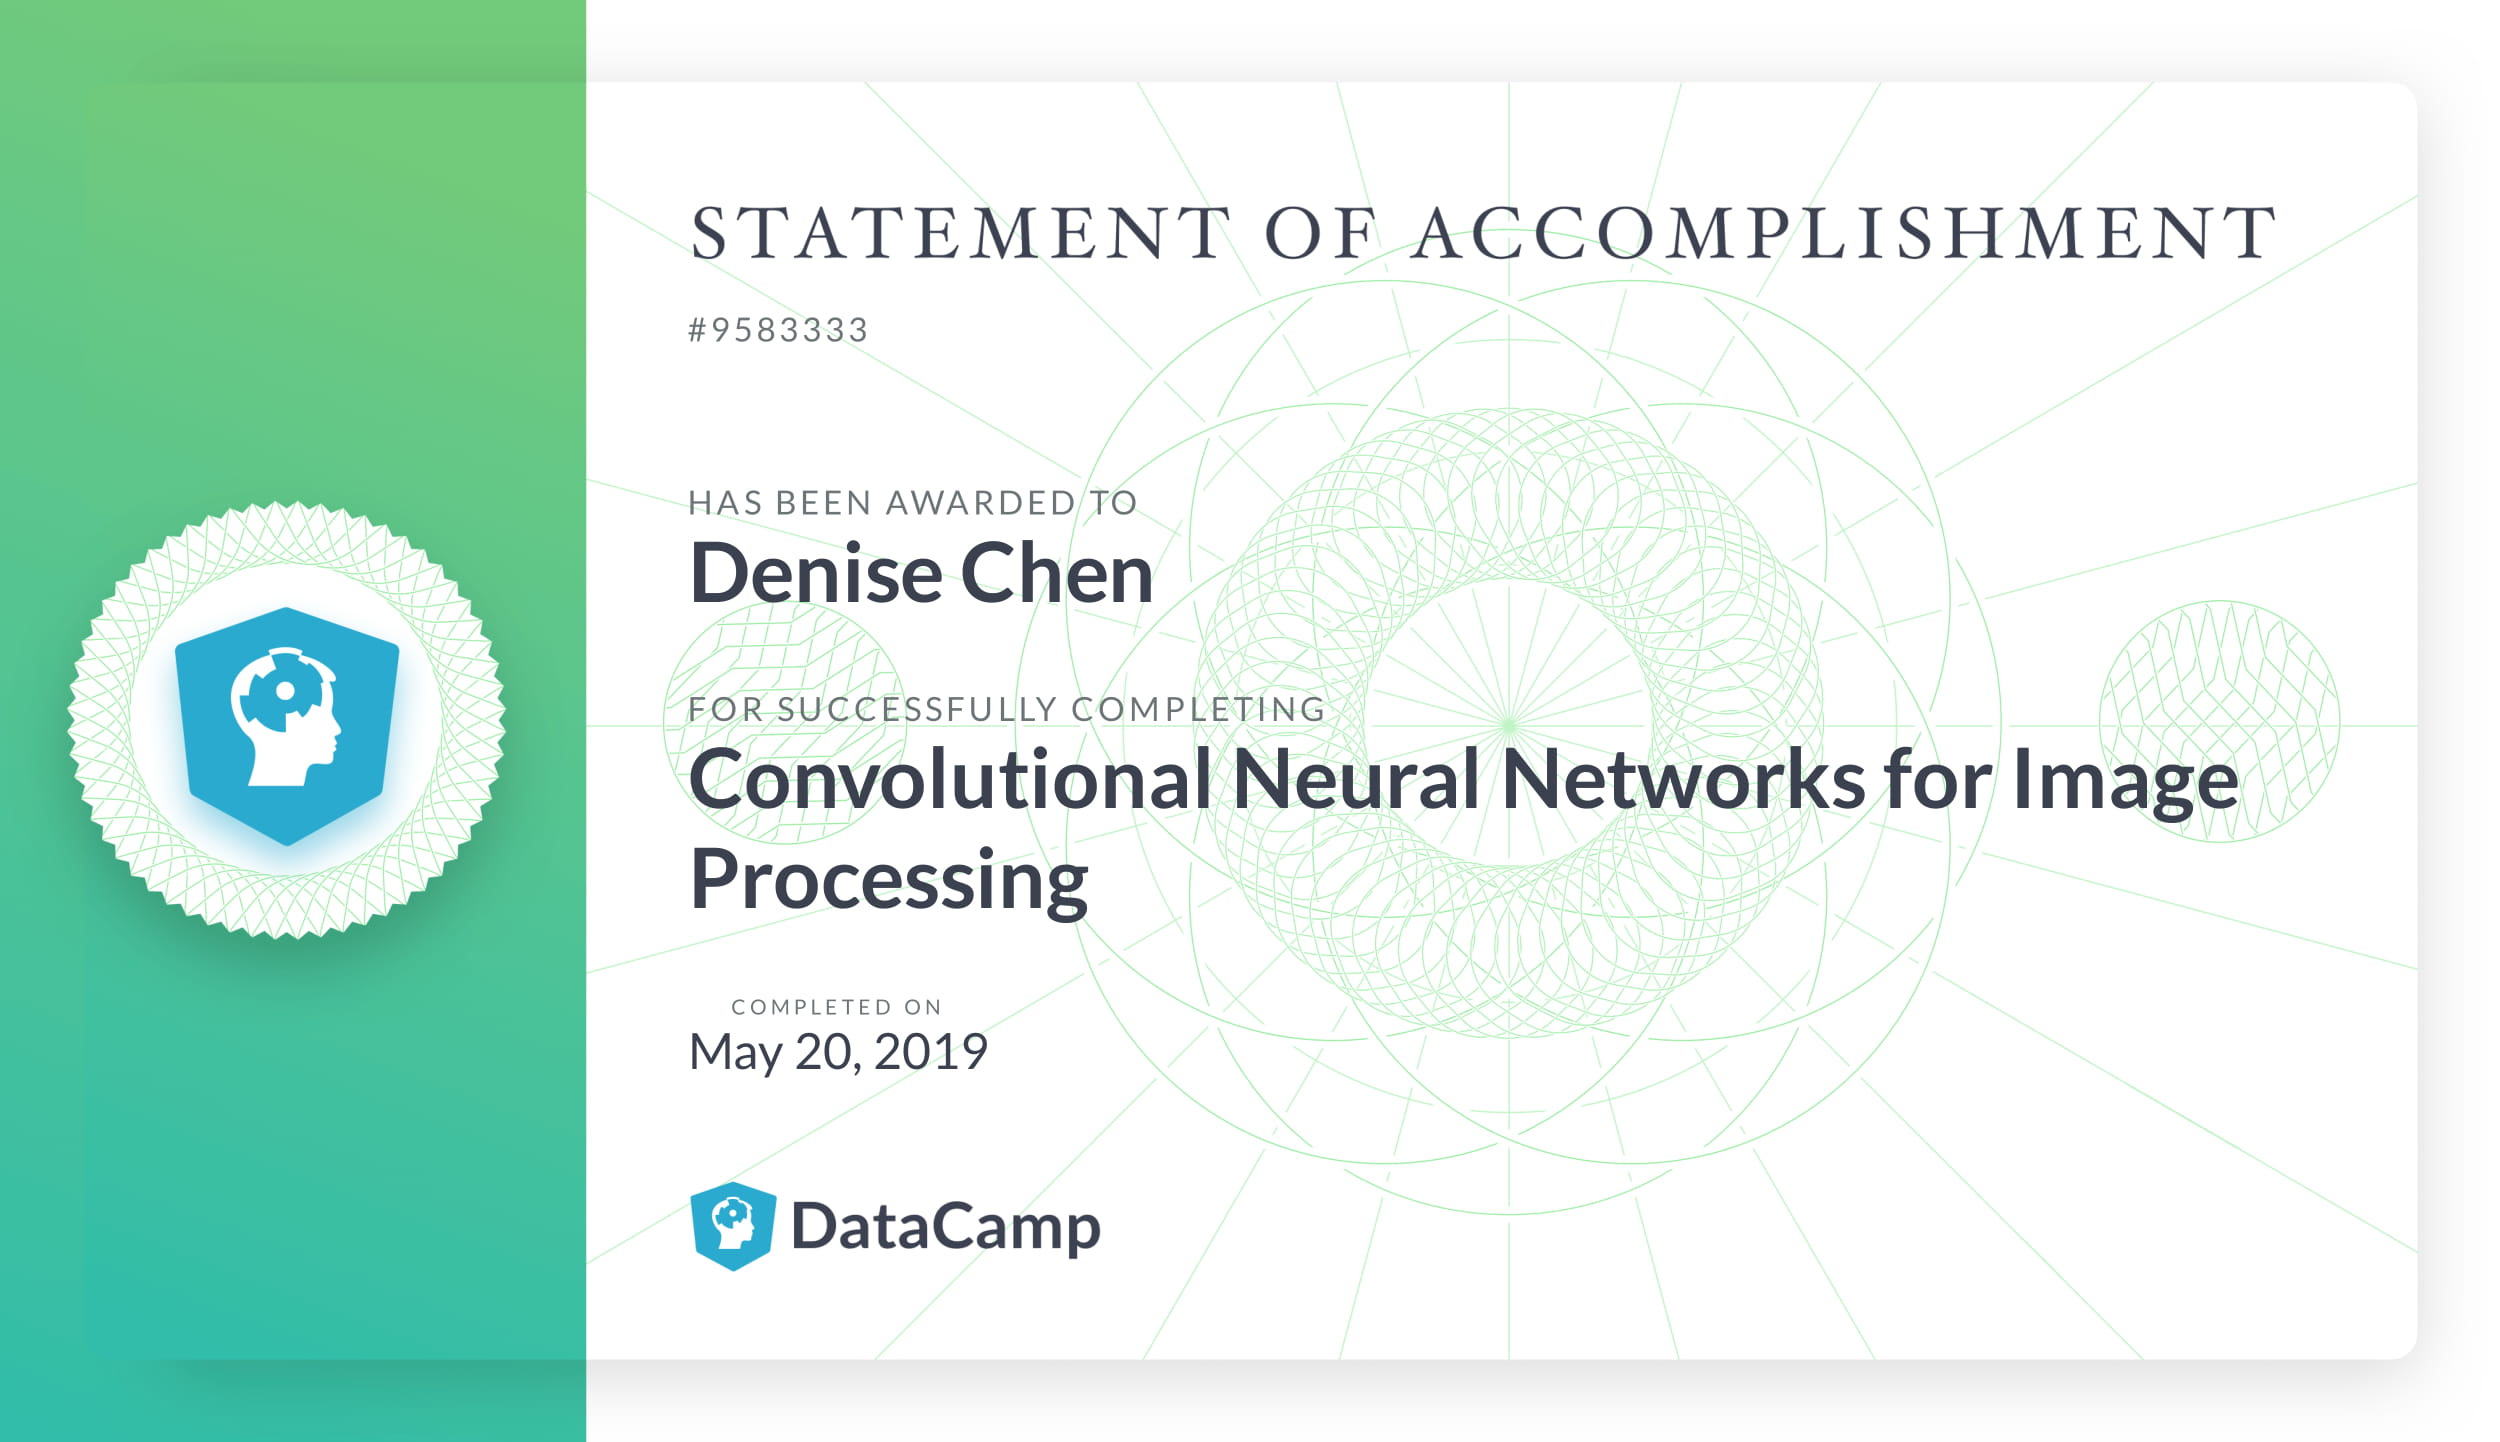 STATEMENT OF ACCOMPLISHMENT
#9583333
HAS BEEN AWARDED TO
Denise Chen
FOR SUCCESSFULLY COMPLETING
Convolutional Neural Networks for Image
Processing
COMPLETED ON
May 20, 2019
DataCamp